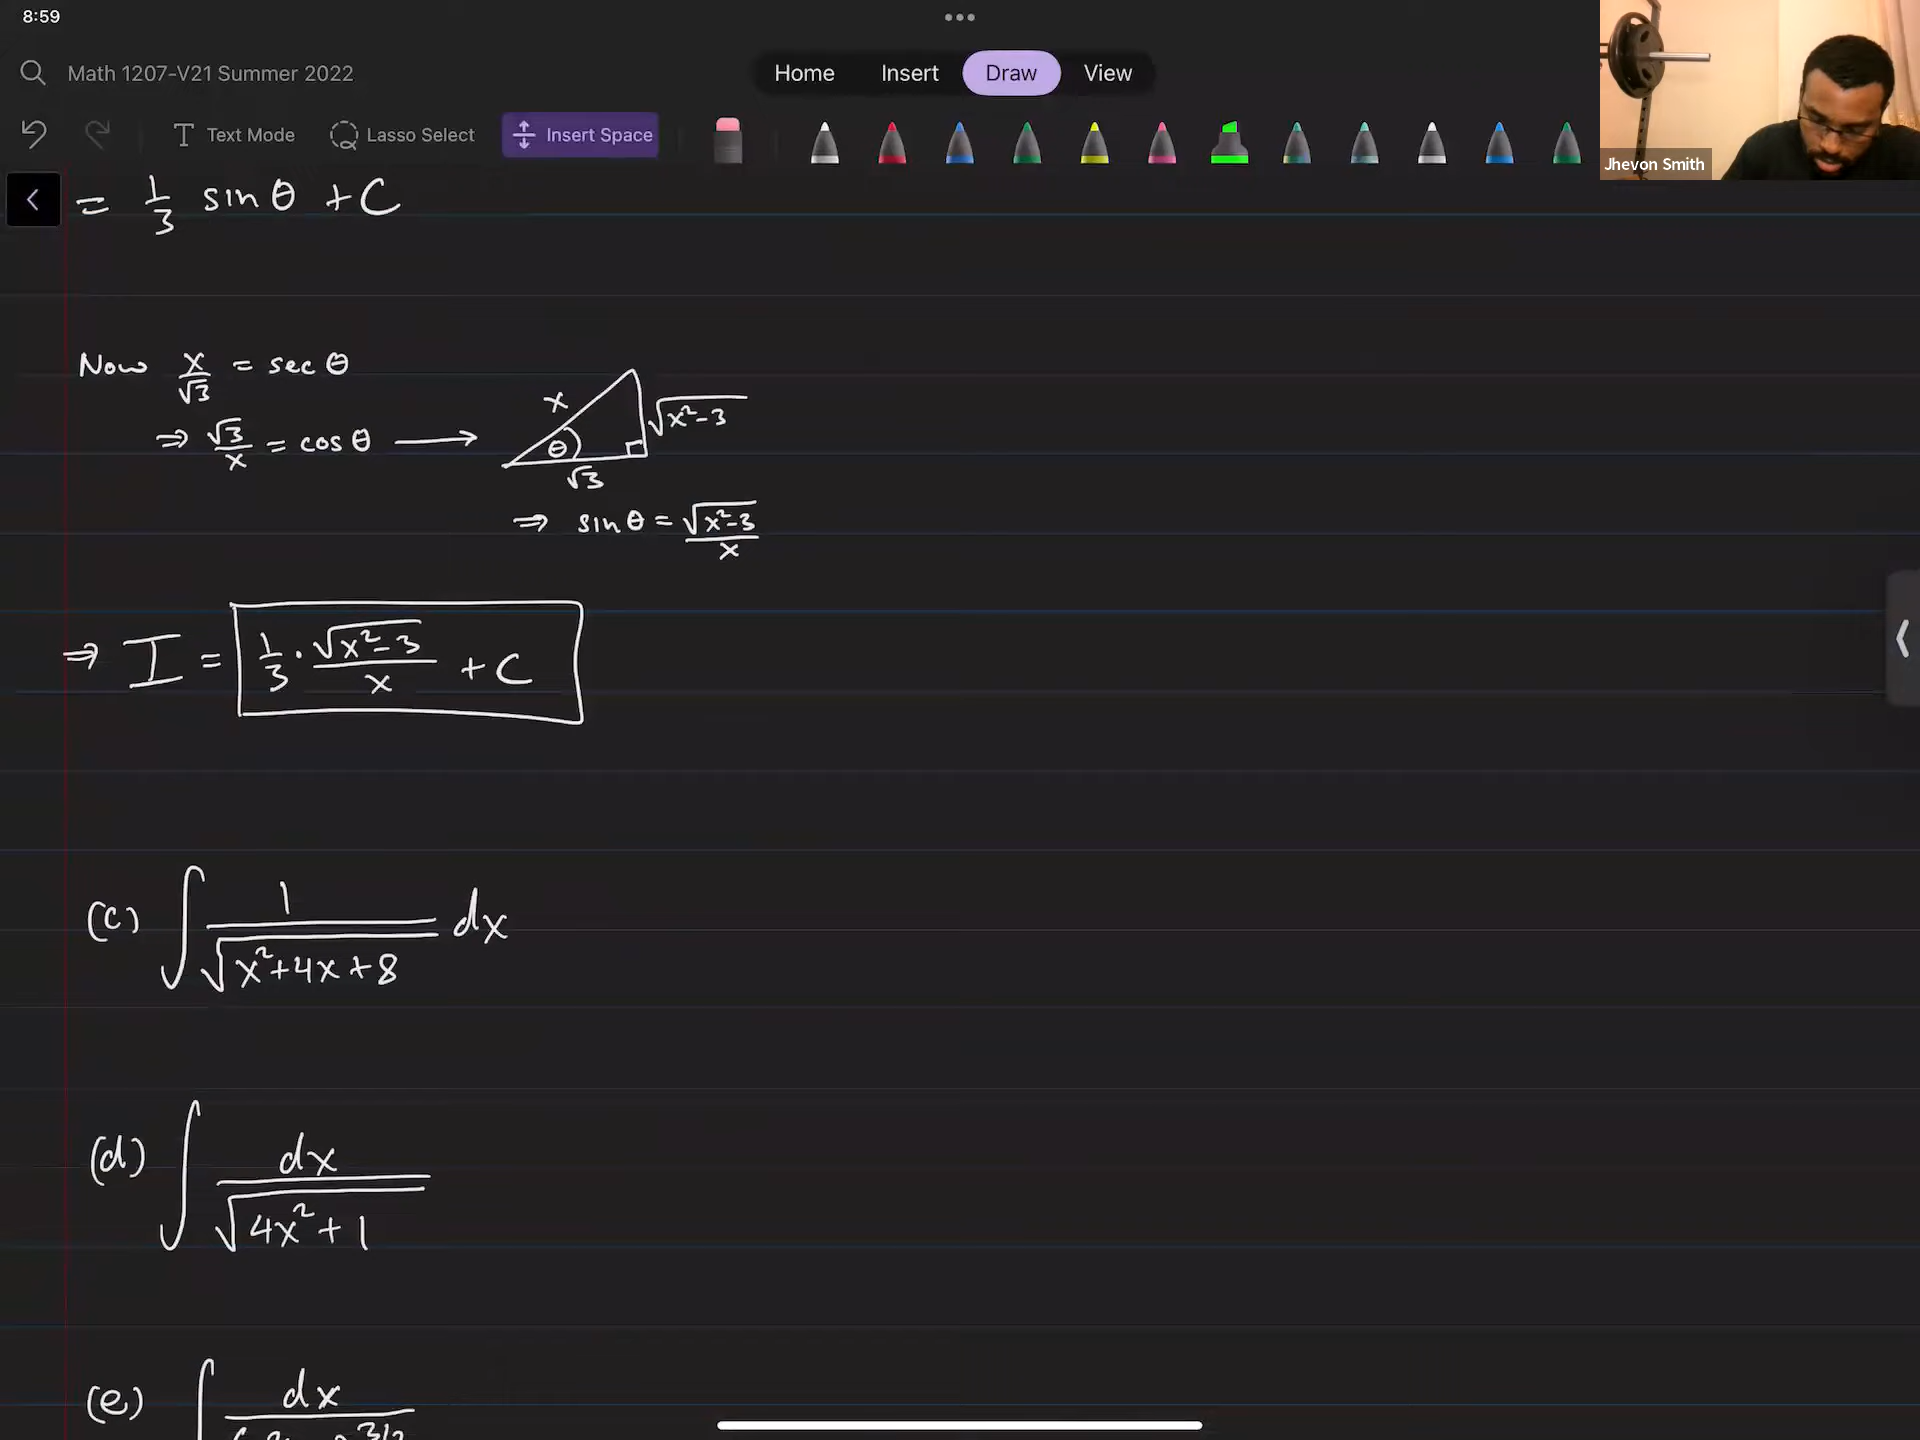 8:59
Math 1207-V21 Summer 2022
Home Insert Draw View
Text Mode Lasso Select Insert Space
Jhevon Smith
= 1/3 sin θ + C
Now x/√3 = sec θ
⇒ √3/x = cos θ →
x
√(x²-3)
θ
√3
⇒ sin θ = √(x²-3)/x
⇒ I = 1/3 · √(x²-3)/x + C
(c) ∫ 1/√(x²+4x+8) dx
(d) ∫ dx/√(4x²+1)
(e) ∫ dx
3/2